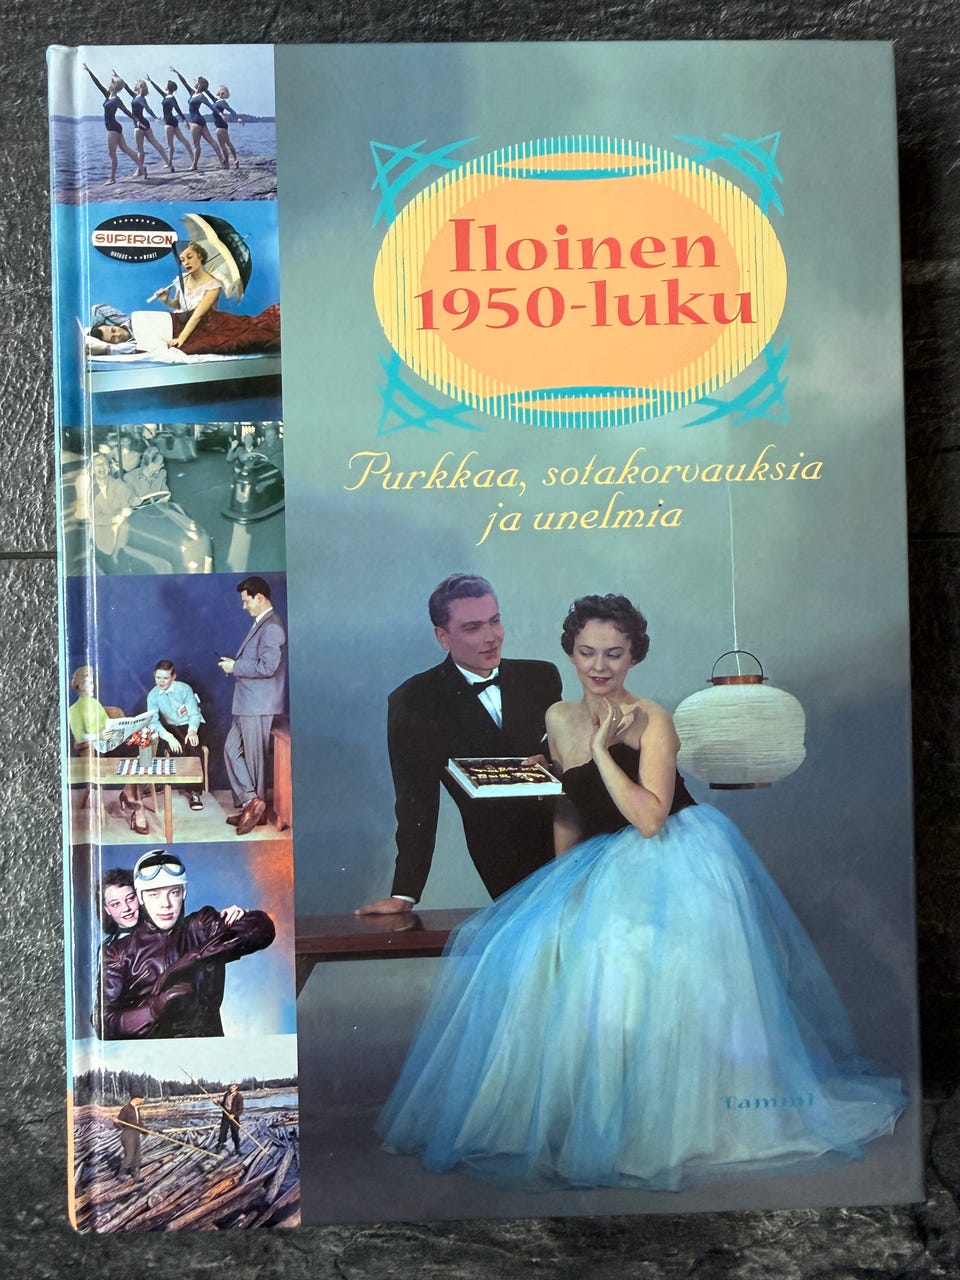 Iloinen
1950-luku
Purkkaa, sotakorvauksia
ja unelmia
SUPERLON
Tammi